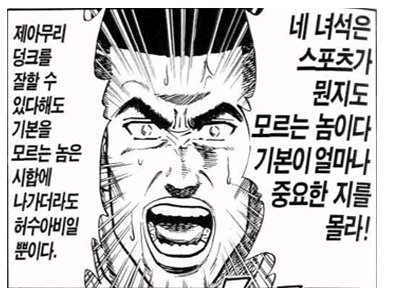 네 녀석은
스포츠가
뭔지도
모르는 놈이다
기본이 얼마나
중요한 지를
몰라!
제아무리
덩크를
잘할 수
있다해도
기본을
모르는 놈은
시합에
나가더라도
허수아비일
뿐이다.